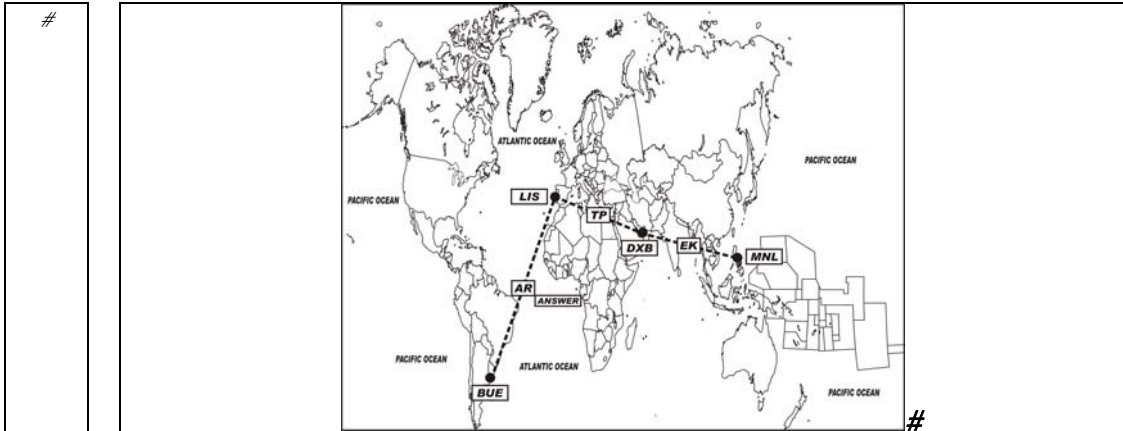 #
ATLANTIC OCEAN
PACIFIC OCEAN
PACIFIC OCEAN
LIS
TP
DXB
EK
MNL
AR
ANSWER
PACIFIC OCEAN
ATLANTIC OCEAN
BUE
PACIFIC OCEAN
#